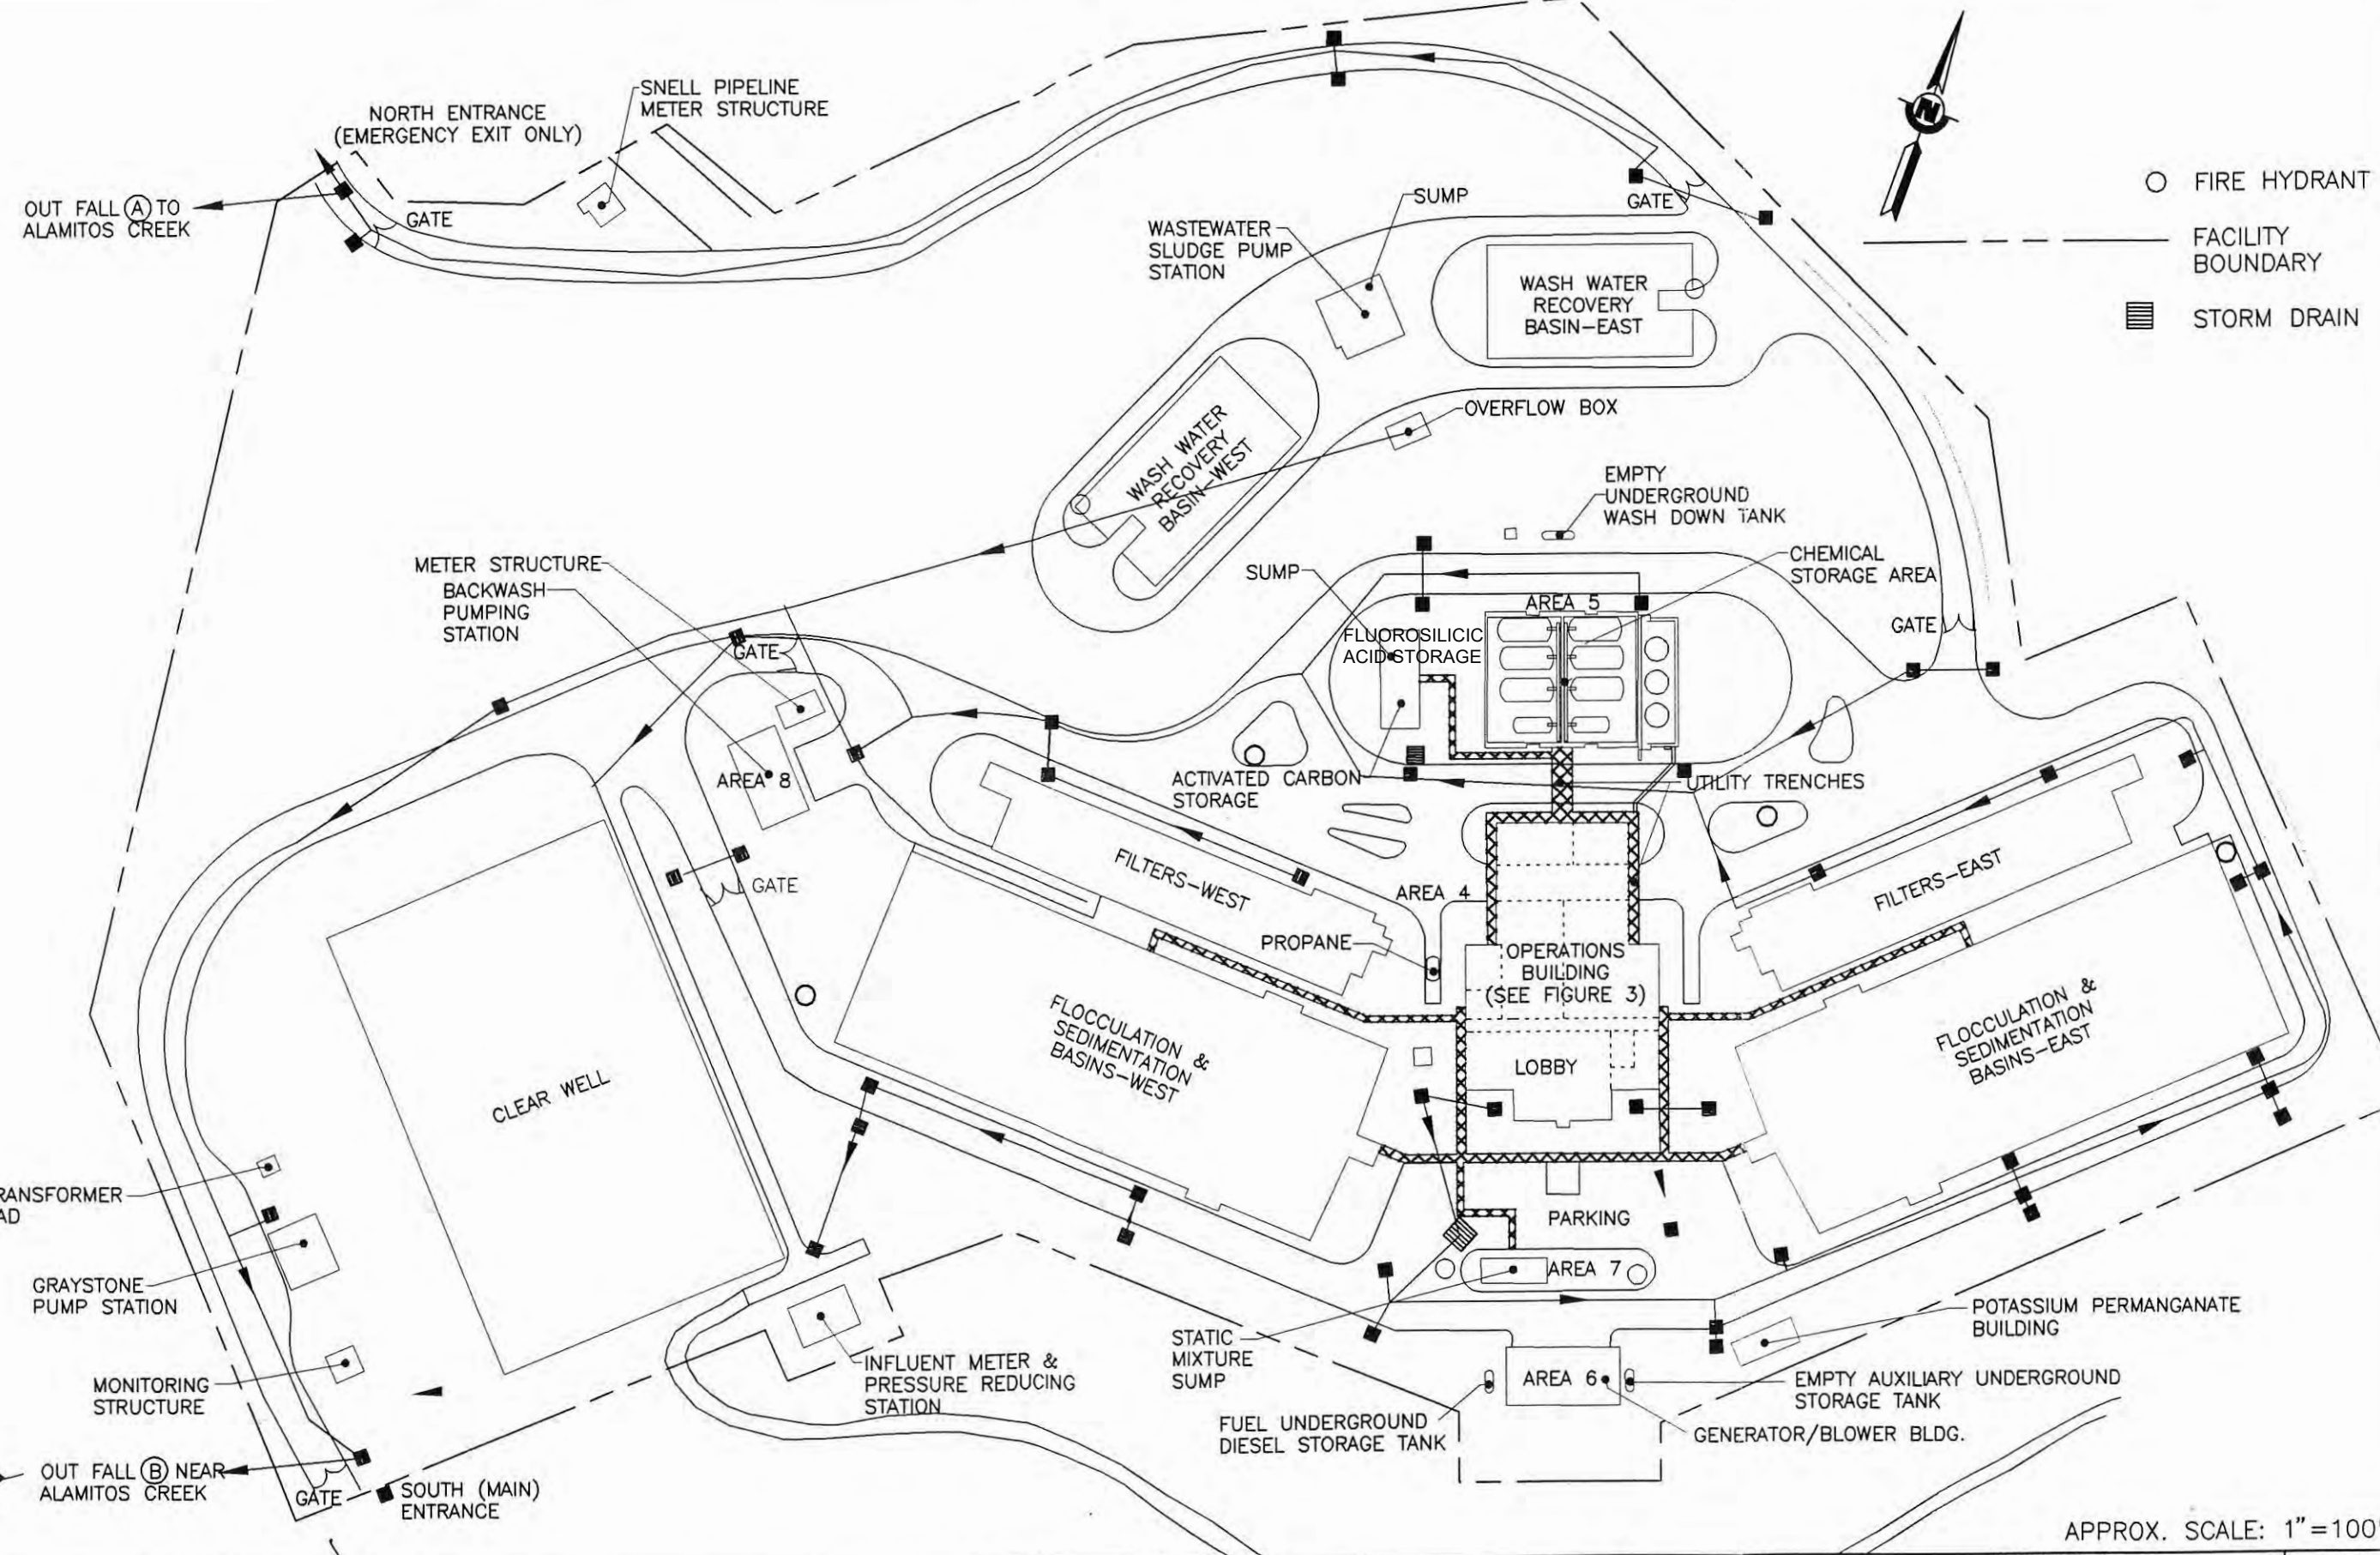 SNELL PIPELINE
METER STRUCTURE
NORTH ENTRANCE
(EMERGENCY EXIT ONLY)
OUT FALL (A) TO
ALAMITOS CREEK
GATE
N
FIRE HYDRANT
FACILITY
BOUNDARY
STORM DRAIN
SUMP
GATE
WASTEWATER
SLUDGE PUMP
STATION
WASH WATER
RECOVERY
BASIN-EAST
OVERFLOW BOX
WASH WATER
RECOVERY
BASIN-WEST
EMPTY
UNDERGROUND
WASH DOWN TANK
METER STRUCTURE
BACKWASH
PUMPING
STATION
GATE
SUMP
AREA 5
CHEMICAL
STORAGE AREA
FLUOROSILICIC
ACID STORAGE
GATE
AREA 8
ACTIVATED CARBON
STORAGE
UTILITY TRENCHES
GATE
FILTERS-WEST
AREA 4
FILTERS-EAST
PROPANE
OPERATIONS
BUILDING
(SEE FIGURE 3)
FLOCCULATION &
SEDIMENTATION
BASINS-WEST
FLOCCULATION &
SEDIMENTATION
BASINS-EAST
LOBBY
CLEAR WELL
RANSFORMER
AD
GRAYSTONE
PUMP STATION
PARKING
AREA 7
POTASSIUM PERMANGANATE
BUILDING
STATIC
MIXTURE
SUMP
INFLUENT METER &
PRESSURE REDUCING
STATION
MONITORING
STRUCTURE
AREA 6
EMPTY AUXILIARY UNDERGROUND
STORAGE TANK
FUEL UNDERGROUND
DIESEL STORAGE TANK
GENERATOR/BLOWER BLDG.
OUT FALL (B) NEAR
ALAMITOS CREEK
GATE
SOUTH (MAIN)
ENTRANCE
APPROX. SCALE: 1"=100'